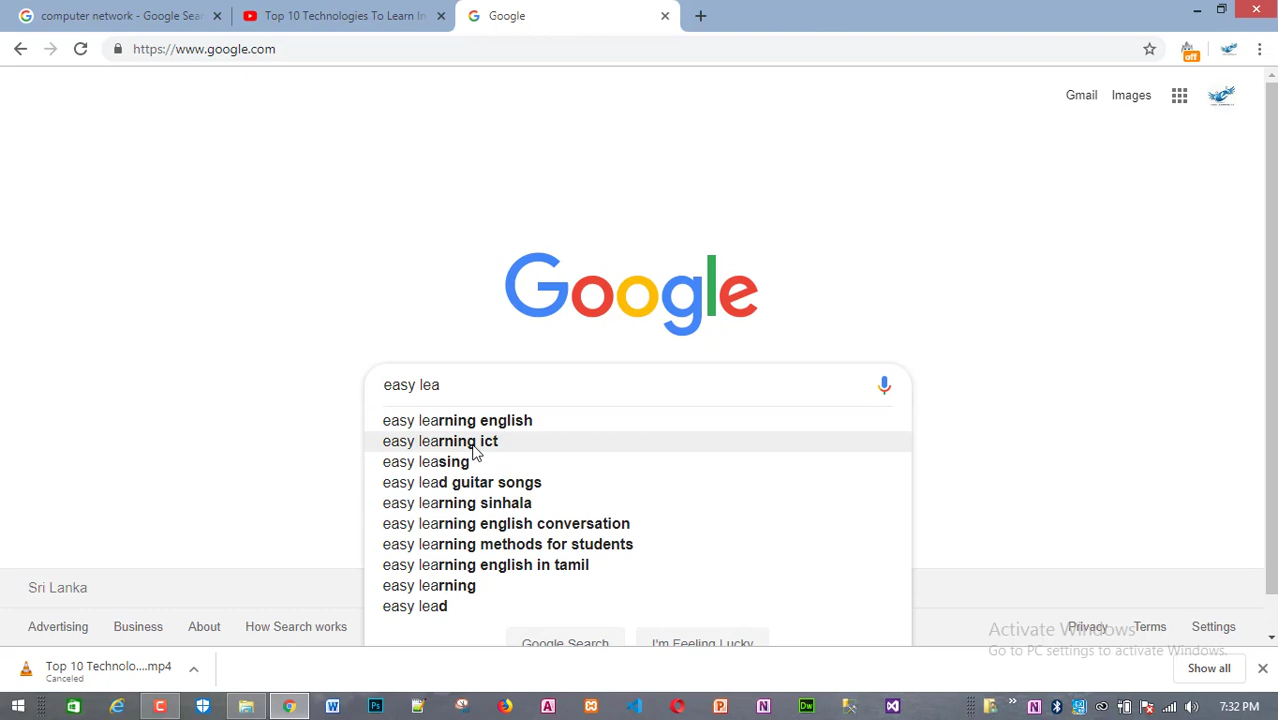 computer network - Google Sear
Top 10 Technologies To Learn In
Google
https://www.google.com
off
Gmail
Images
Google
easy lea
easy learning english
easy learning ict
easy leasing
easy lead guitar songs
easy learning sinhala
easy learning english conversation
easy learning methods for students
easy learning english in tamil
easy learning
easy lead
Google Search
I'm Feeling Lucky
Sri Lanka
Advertising
Business
About
How Search works
Privacy
Terms
Settings
Activate Windows
Go to PC settings to activate Windows.
Top 10 Technolo....mp4
Canceled
Show all
7:32 PM